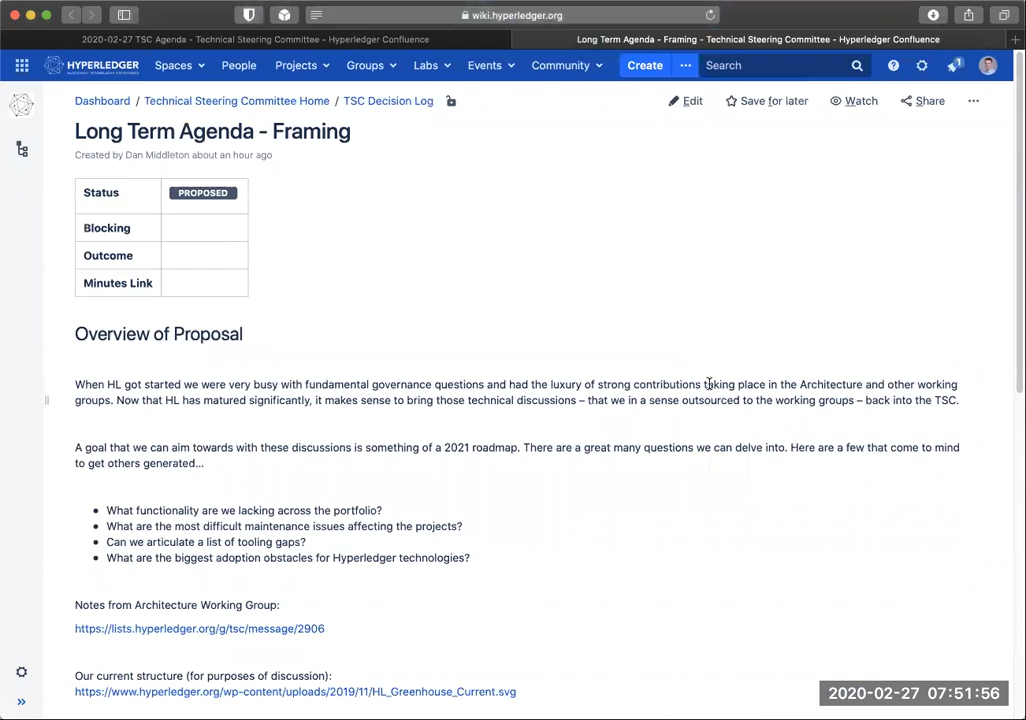 wiki.hyperledger.org
2020-02-27 TSC Agenda - Technical Steering Committee - Hyperledger Confluence
Long Term Agenda - Framing - Technical Steering Committee - Hyperledger Confluence
HYPERLEDGER Spaces People Projects Groups Labs Events Community Create ... Search
Dashboard / Technical Steering Committee Home / TSC Decision Log Edit Save for later Watch Share ...
Long Term Agenda - Framing
Created by Dan Middleton about an hour ago
Status PROPOSED
Blocking
Outcome
Minutes Link
Overview of Proposal
When HL got started we were very busy with fundamental governance questions and had the luxury of strong contributions taking place in the Architecture and other working
groups. Now that HL has matured significantly, it makes sense to bring those technical discussions – that we in a sense outsourced to the working groups – back into the TSC.
A goal that we can aim towards with these discussions is something of a 2021 roadmap. There are a great many questions we can delve into. Here are a few that come to mind
to get others generated...
• What functionality are we lacking across the portfolio?
• What are the most difficult maintenance issues affecting the projects?
• Can we articulate a list of tooling gaps?
• What are the biggest adoption obstacles for Hyperledger technologies?
Notes from Architecture Working Group:
https://lists.hyperledger.org/g/tsc/message/2906
Our current structure (for purposes of discussion):
https://www.hyperledger.org/wp-content/uploads/2019/11/HL_Greenhouse_Current.svg
2020-02-27 07:51:56